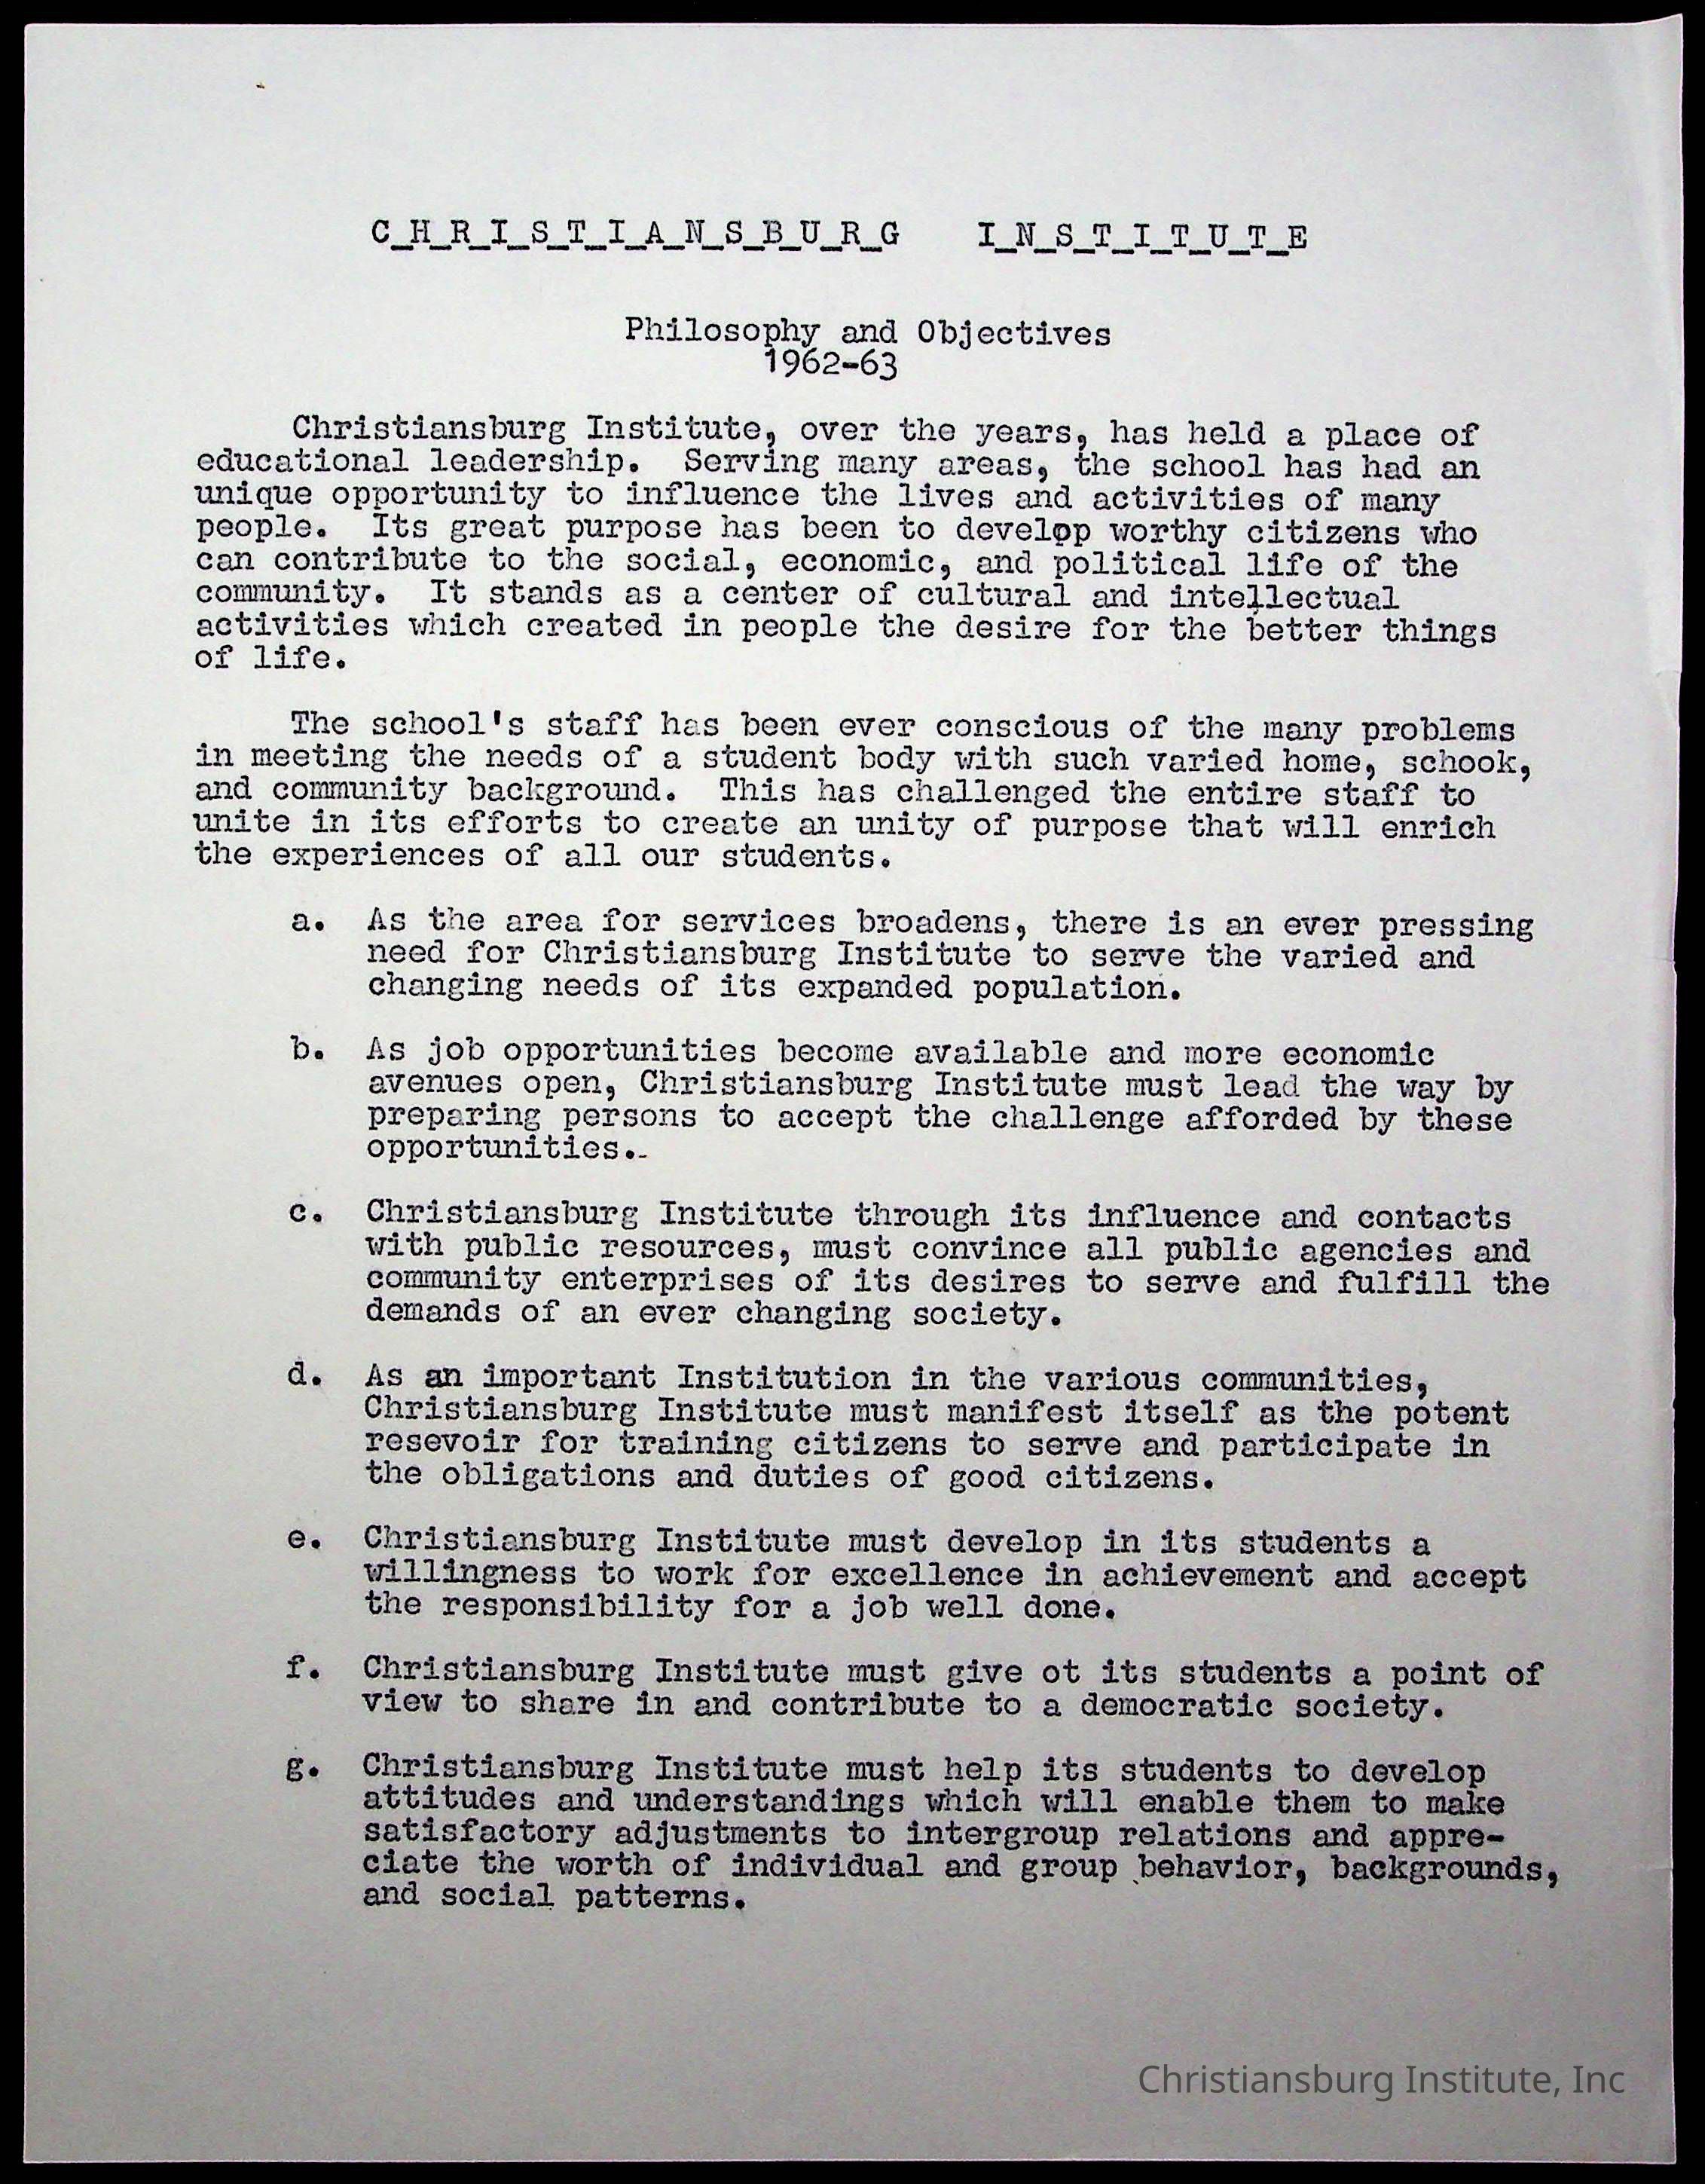 C_H_R_I_S_T_I_A_N_S_B_U_R_G I_N_S_T_I_T_U_T_E
Philosophy and Objectives
1962-63
Christiansburg Institute, over the years, has held a place of
educational leadership. Serving many areas, the school has had an
unique opportunity to influence the lives and activities of many
people. Its great purpose has been to develop worthy citizens who
can contribute to the social, economic, and political life of the
community. It stands as a center of cultural and intellectual
activities which created in people the desire for the better things
of life.
The school's staff has been ever conscious of the many problems
in meeting the needs of a student body with such varied home, schook,
and community background. This has challenged the entire staff to
unite in its efforts to create an unity of purpose that will enrich
the experiences of all our students.
a. As the area for services broadens, there is an ever pressing
need for Christiansburg Institute to serve the varied and
changing needs of its expanded population.
b. As job opportunities become available and more economic
avenues open, Christiansburg Institute must lead the way by
preparing persons to accept the challenge afforded by these
opportunities.-
c. Christiansburg Institute through its influence and contacts
with public resources, must convince all public agencies and
community enterprises of its desires to serve and fulfill the
demands of an ever changing society.
d. As an important Institution in the various communities,
Christiansburg Institute must manifest itself as the potent
resevoir for training citizens to serve and participate in
the obligations and duties of good citizens.
e. Christiansburg Institute must develop in its students a
willingness to work for excellence in achievement and accept
the responsibility for a job well done.
f. Christiansburg Institute must give ot its students a point of
view to share in and contribute to a democratic society.
g. Christiansburg Institute must help its students to develop
attitudes and understandings which will enable them to make
satisfactory adjustments to intergroup relations and appre-
ciate the worth of individual and group behavior, backgrounds,
and social patterns.
Christiansburg Institute, Inc